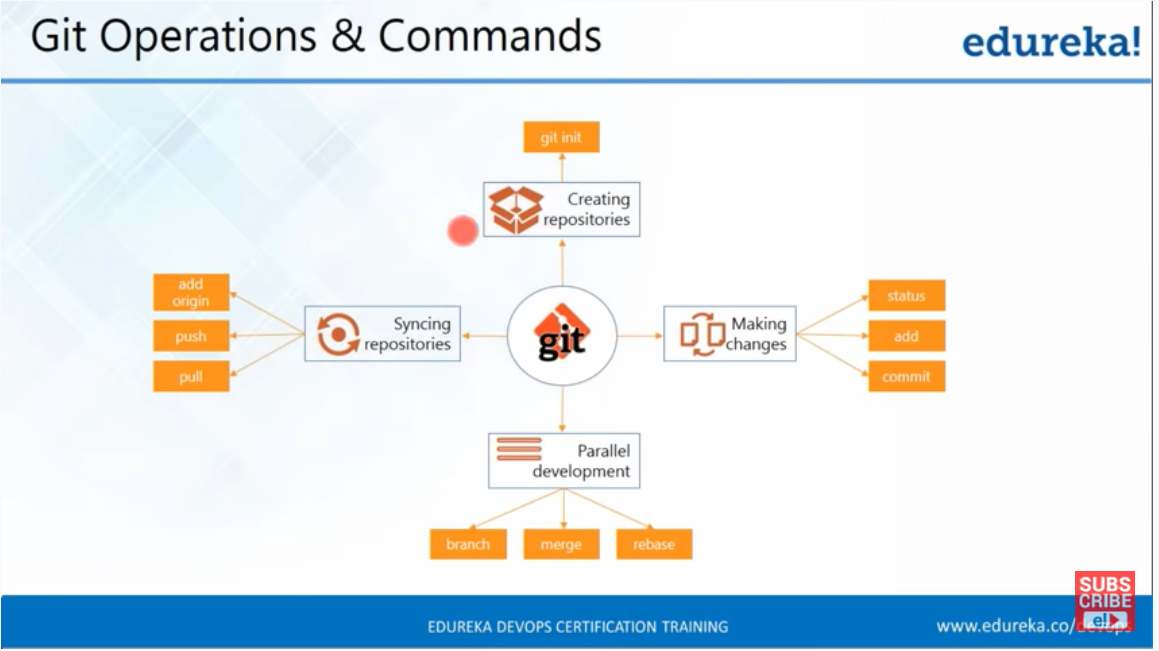 Git Operations & Commands
edureka!
git init
Creating
repositories
add
origin
push
pull
Syncing
repositories
git
Making
changes
status
add
commit
Parallel
development
branch
merge
rebase
SUBS
CRIBE
e!
EDUREKA DEVOPS CERTIFICATION TRAINING
www.edureka.co/devops